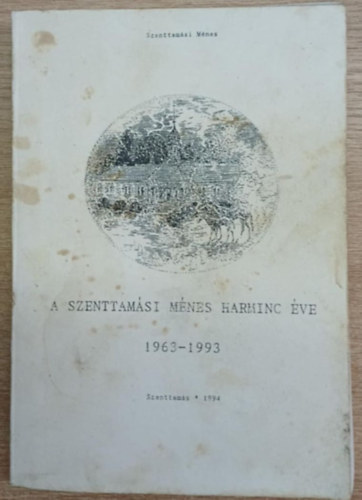 Szenttamási Ménes
A SZENTTAMÁSI MÉNES HARMINC ÉVE
1963-1993
Szenttamás * 1994